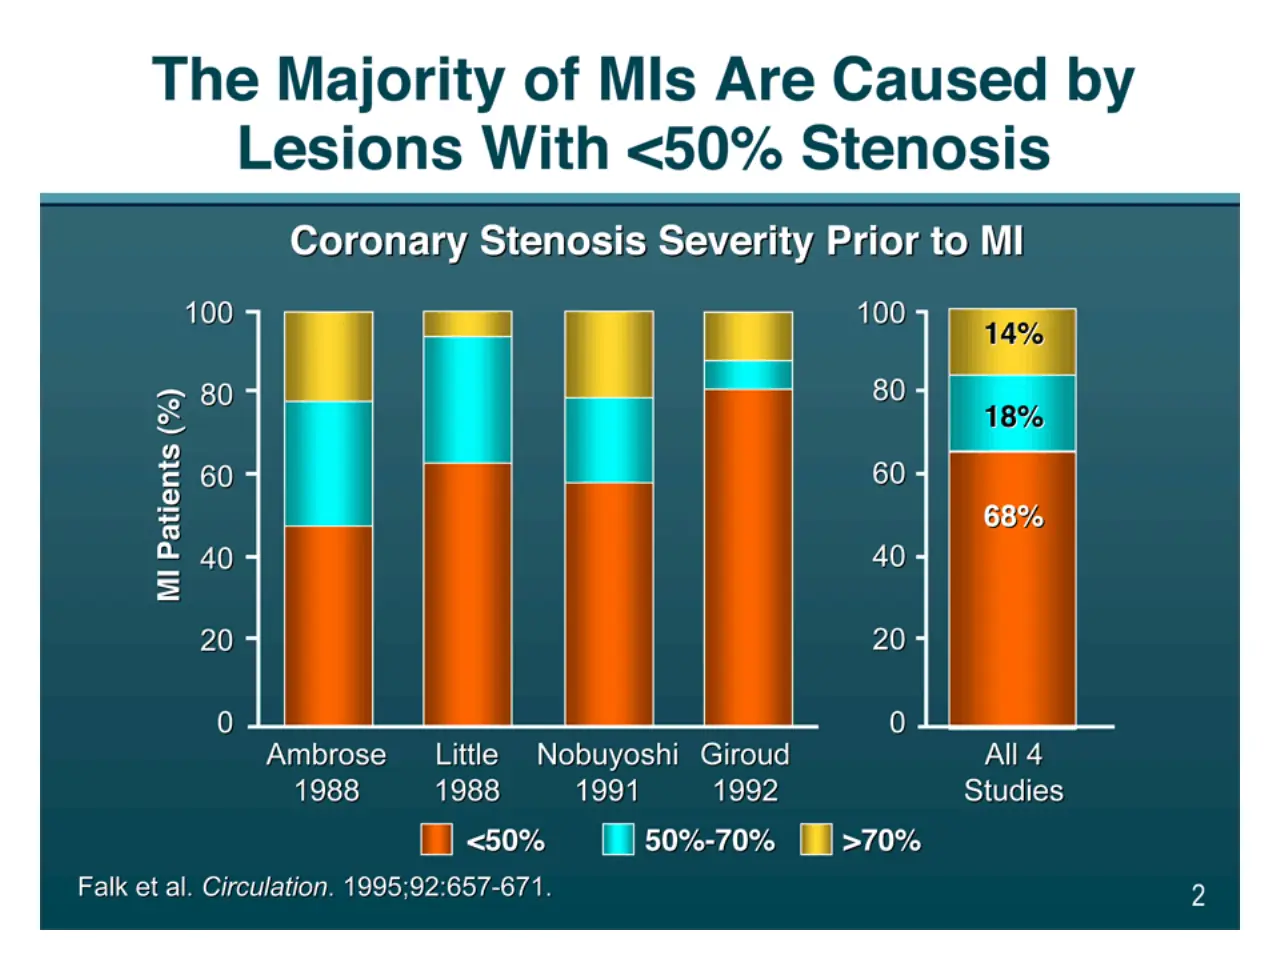 The Majority of MIs Are Caused by
Lesions With <50% Stenosis
Coronary Stenosis Severity Prior to MI
MI Patients (%)
100
80
60
40
20
0
Ambrose
1988
Little
1988
Nobuyoshi
1991
Giroud
1992
100
80
60
40
20
0
14%
18%
68%
All 4
Studies
<50%
50%-70%
>70%
Falk et al. Circulation. 1995;92:657-671.
2